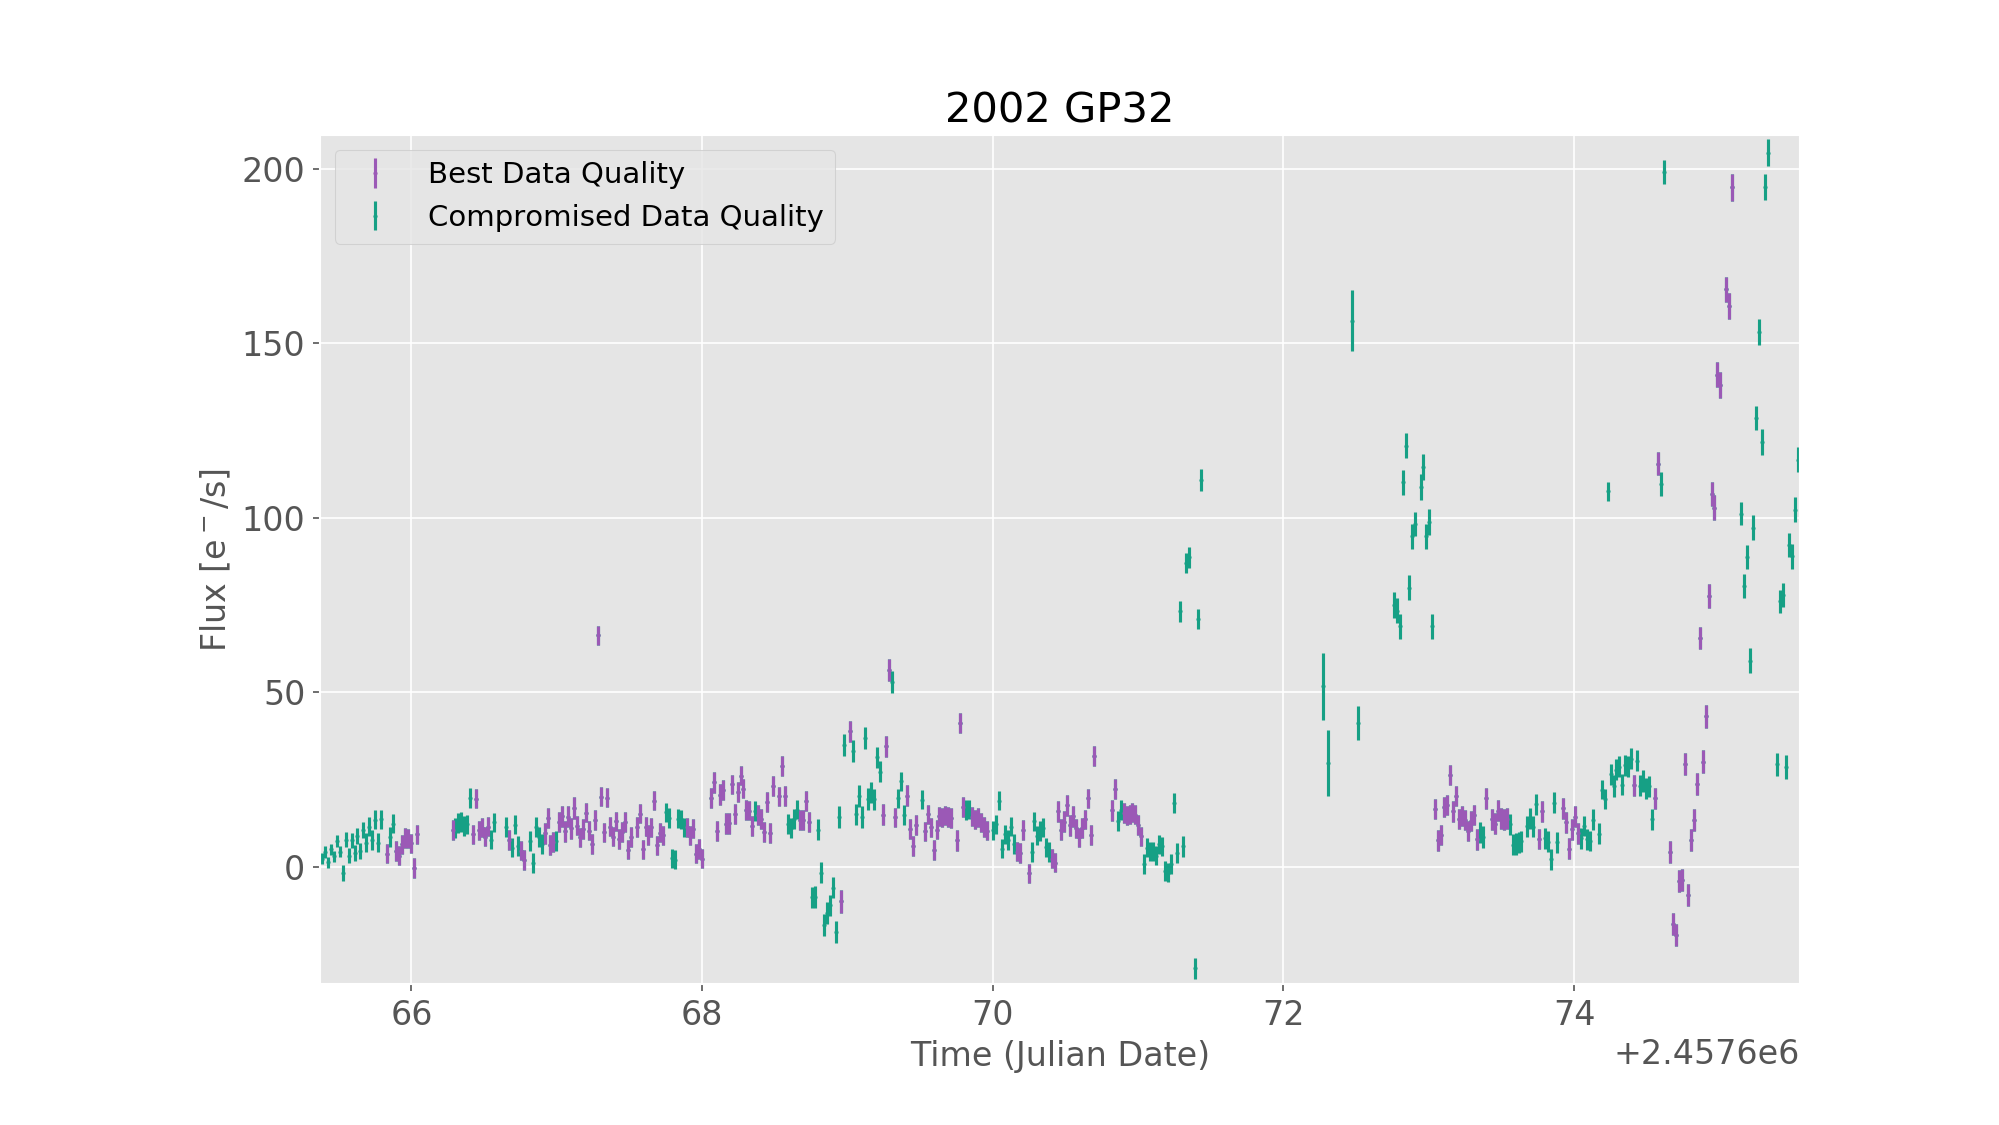 2002 GP32
Best Data Quality
Compromised Data Quality
200
150
100
50
0
Flux [e⁻/s]
66
68
70
72
74
Time (Julian Date)
+2.4576e6